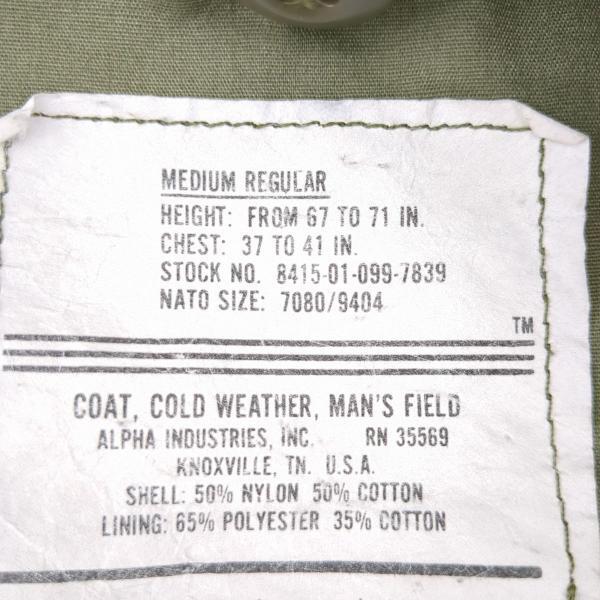 MEDIUM REGULAR
HEIGHT: FROM 67 TO 71 IN.
CHEST: 37 TO 41 IN.
STOCK NO. 8415-01-099-7839
NATO SIZE: 7080/9404
TM
COAT, COLD WEATHER, MAN'S FIELD
ALPHA INDUSTRIES, INC. RN 35569
KNOXVILLE, TN. U.S.A.
SHELL: 50% NYLON 50% COTTON
LINING: 65% POLYESTER 35% COTTON